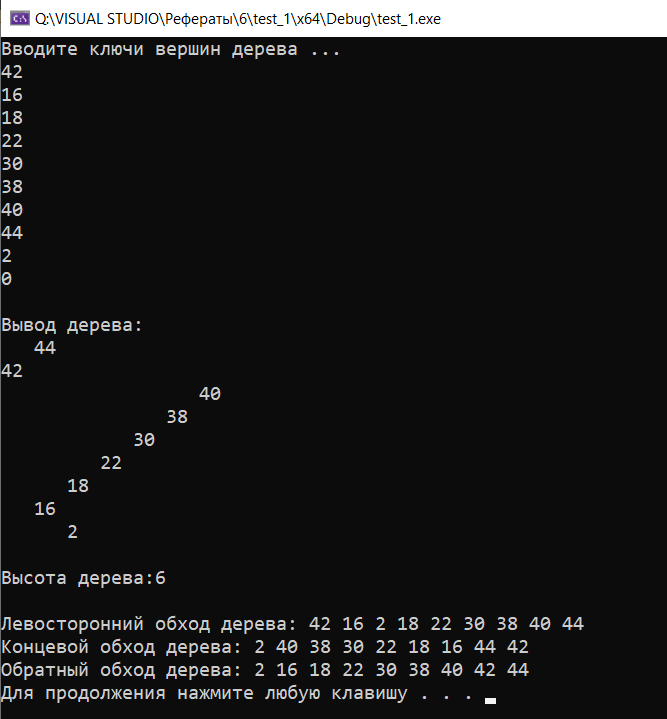 Q:\VISUAL STUDIO\Рефераты\6\test_1\x64\Debug\test_1.exe
Вводите ключи вершин дерева ...
42
16
18
22
30
38
40
44
2
0
Вывод дерева:
44
42
40
38
30
22
18
16
2
Высота дерева:6
Левосторонний обход дерева: 42 16 2 18 22 30 38 40 44
Концевой обход дерева: 2 40 38 30 22 18 16 44 42
Обратный обход дерева: 2 16 18 22 30 38 40 42 44
Для продолжения нажмите любую клавишу . . .